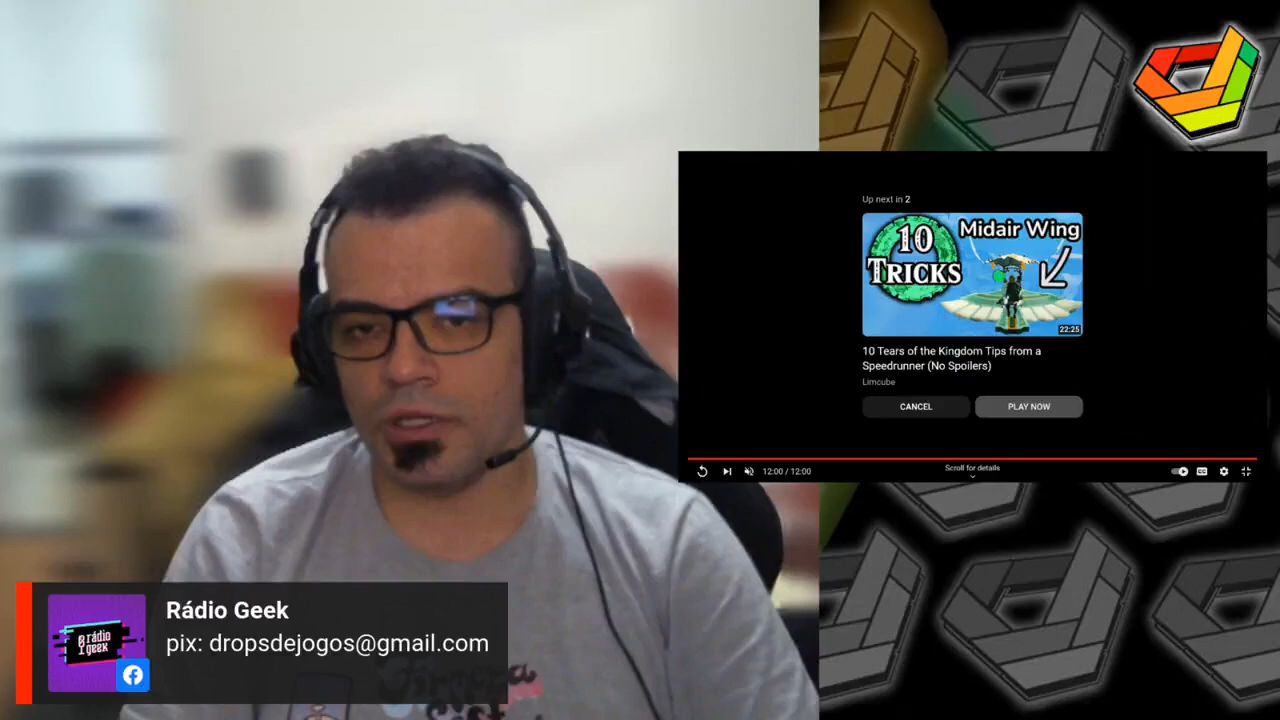 Up next in 2
10
TRICKS
Midair Wing
22:25
10 Tears of the Kingdom Tips from a
Speedrunner (No Spoilers)
Limcube
CANCEL
PLAY NOW
12:00 / 12:00
Scroll for details
CC
Rádio Geek
pix: dropsdejogos@gmail.com
rádio
geek